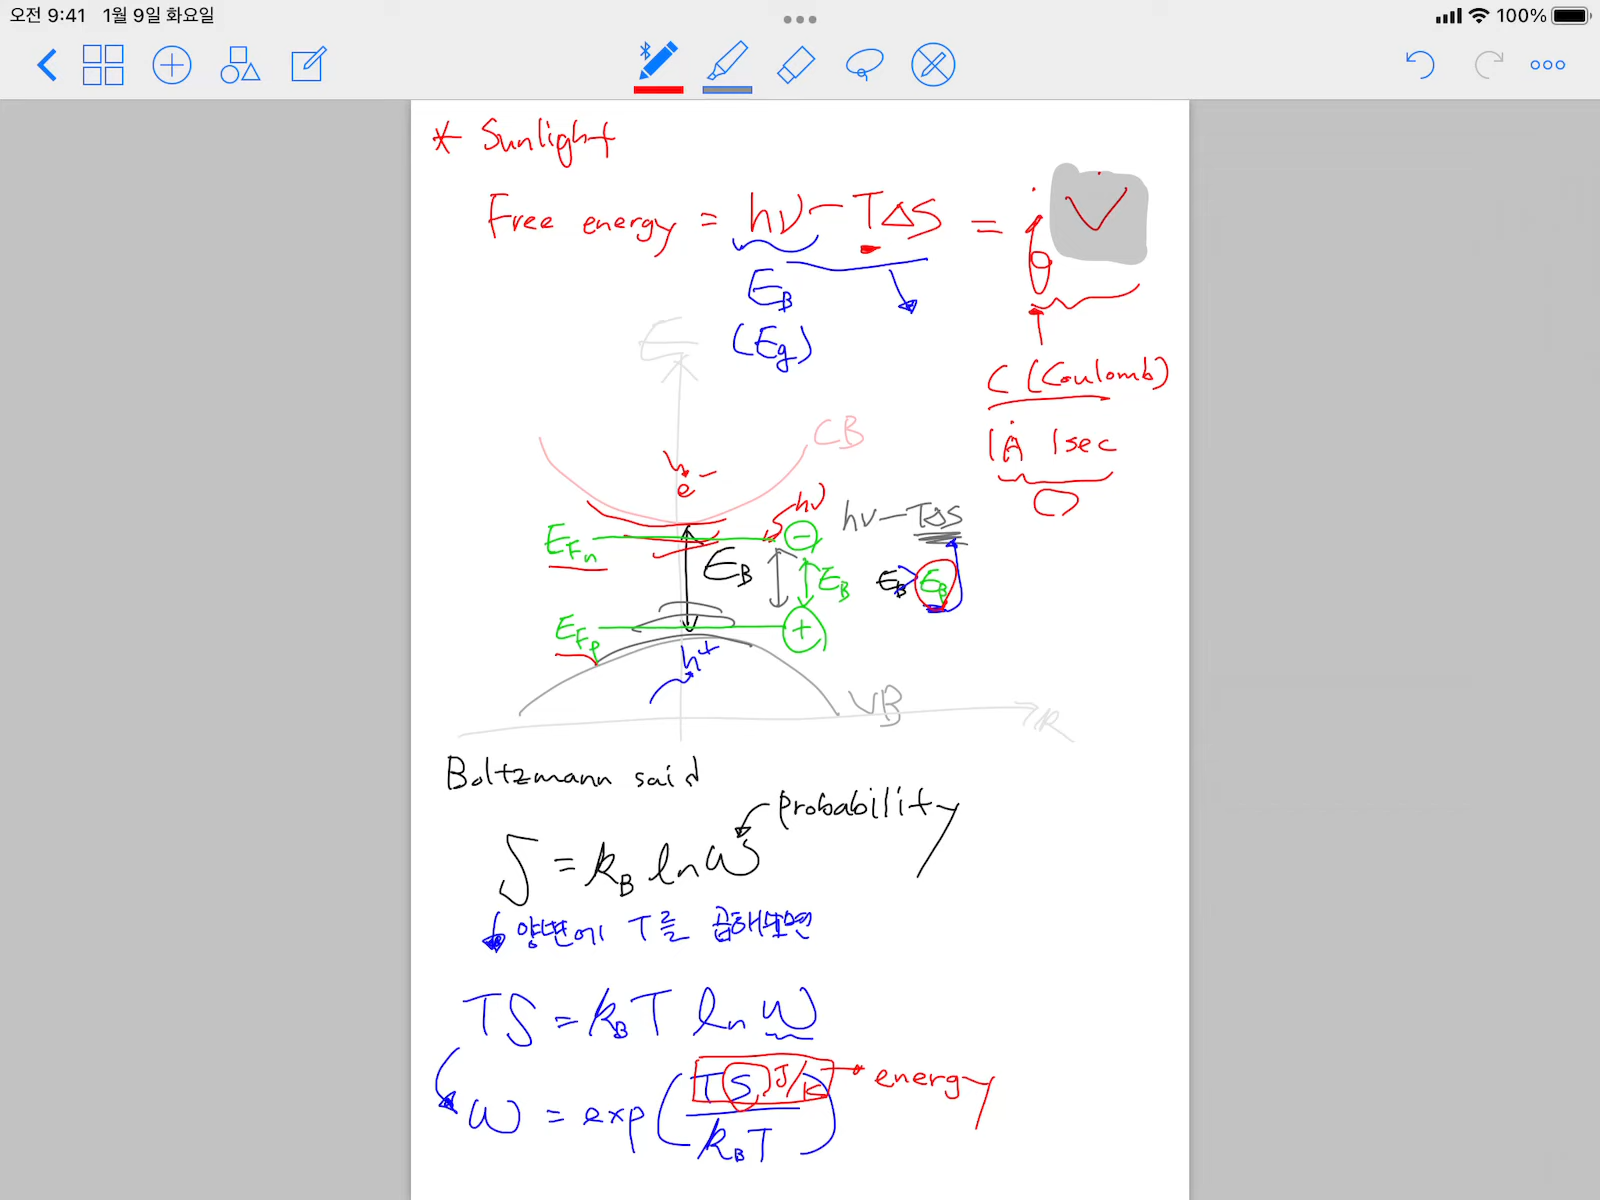 오전 9:41 1월 9일 화요일
100%
* Sunlight
Free energy = hν - TΔS = q V
E_B
(E_g)
C (Coulomb)
1A 1sec
E
CB
e⁻
hν
E_Fn
E_B
⊖
E_B
hν - TΔS
E_B
E_B
E_Fp
⊕
h⁺
VB
k
Boltzmann said
probability
S = k_B ln w
양변에 T를 곱해보면
TS = k_B T ln w
w = exp (TS J/K / k_B T)
energy